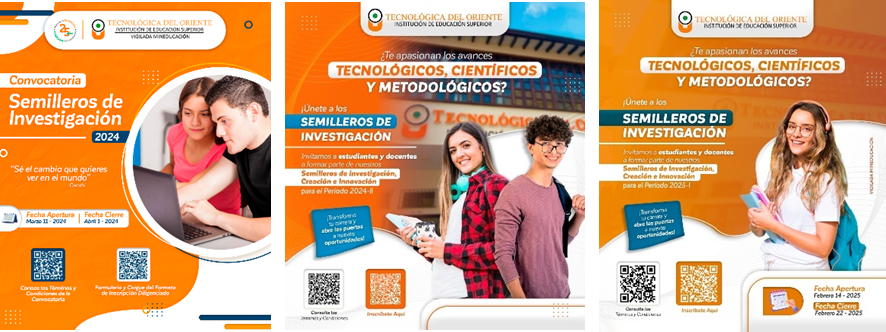 TECNOLÓGICA DEL ORIENTE
INSTITUCIÓN DE EDUCACIÓN SUPERIOR
VIGILADA MINEDUCACIÓN
Convocatoria
Semilleros de
Investigación
2024
"Sé el cambio que quieres
ver en el mundo"
Fecha Apertura
Marzo 11 - 2024
Fecha Cierre
Abril 1 - 2024
Conoce los Términos y
Condiciones de la
Convocatoria
Formulario y Cargue del Formato
de Inscripción Diligenciado
TECNOLÓGICA DEL ORIENTE
INSTITUCIÓN DE EDUCACIÓN SUPERIOR
¿Te apasionan los avances
TECNOLÓGICOS, CIENTÍFICOS
Y METODOLÓGICOS?
¡Únete a los
SEMILLEROS DE
INVESTIGACIÓN
Invitamos a estudiantes y docentes
a formar parte de nuestros
Semilleros de Investigación,
Creación e Innovación
para el Periodo 2024-II
¡Transforma
tu carrera y
abre las puertas
a nuevas
oportunidades!
Consulta los
Términos y Condiciones
Inscríbete Aquí
TECNOLÓGICA DEL ORIENTE
INSTITUCIÓN DE EDUCACIÓN SUPERIOR
¿Te apasionan los avances
TECNOLÓGICOS, CIENTÍFICOS
Y METODOLÓGICOS?
¡Únete a los
SEMILLEROS DE
INVESTIGACIÓN
Invitamos a estudiantes y docentes
a formar parte de nuestros
Semilleros de Investigación,
Creación e Innovación
para el Periodo 2025-I
VIGILADA MINEDUCACIÓN
¡Transforma
tu carrera y
abre las puertas
a nuevas
oportunidades!
Consulta los
Términos y Condiciones
Inscríbete Aquí
Fecha Apertura
Febrero 14 - 2025
Fecha Cierre
Febrero 22 - 2025